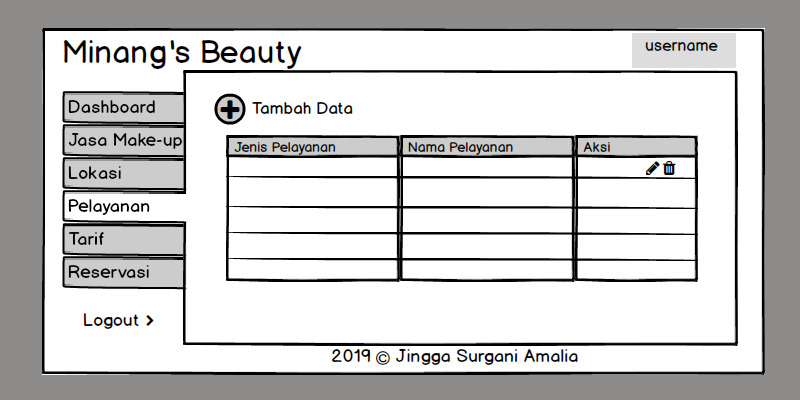 Minang's Beauty
username
Dashboard
Jasa Make-up
Lokasi
Pelayanan
Tarif
Reservasi
Logout
Tambah Data
Jenis Pelayanan Nama Pelayanan Aksi
2019 © Jingga Surgani Amalia